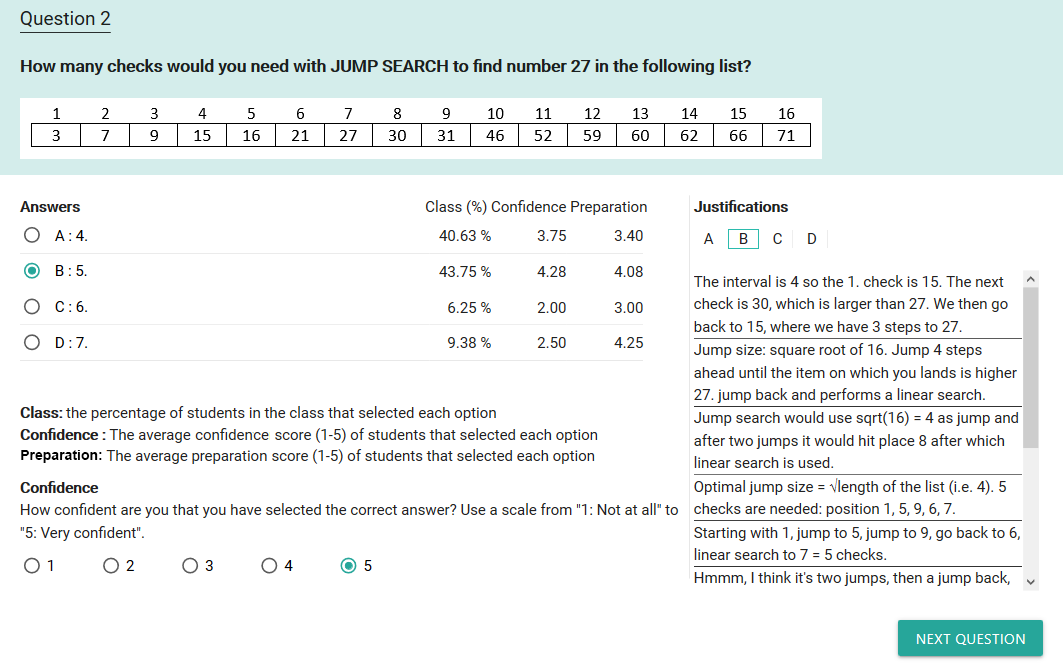 Question 2
How many checks would you need with JUMP SEARCH to find number 27 in the following list?
1 2 3 4 5 6 7 8 9 10 11 12 13 14 15 16
3 7 9 15 16 21 27 30 31 46 52 59 60 62 66 71
Answers Class (%) Confidence Preparation
A : 4. 40.63 % 3.75 3.40
B : 5. 43.75 % 4.28 4.08
C : 6. 6.25 % 2.00 3.00
D : 7. 9.38 % 2.50 4.25
Class: the percentage of students in the class that selected each option
Confidence : The average confidence score (1-5) of students that selected each option
Preparation: The average preparation score (1-5) of students that selected each option
Confidence
How confident are you that you have selected the correct answer? Use a scale from "1: Not at all" to
"5: Very confident".
1 2 3 4 5
Justifications
A B C D
The interval is 4 so the 1. check is 15. The next
check is 30, which is larger than 27. We then go
back to 15, where we have 3 steps to 27.
Jump size: square root of 16. Jump 4 steps
ahead until the item on which you lands is higher
27. jump back and performs a linear search.
Jump search would use sqrt(16) = 4 as jump and
after two jumps it would hit place 8 after which
linear search is used.
Optimal jump size = √length of the list (i.e. 4). 5
checks are needed: position 1, 5, 9, 6, 7.
Starting with 1, jump to 5, jump to 9, go back to 6,
linear search to 7 = 5 checks.
Hmmm, I think it's two jumps, then a jump back,
NEXT QUESTION